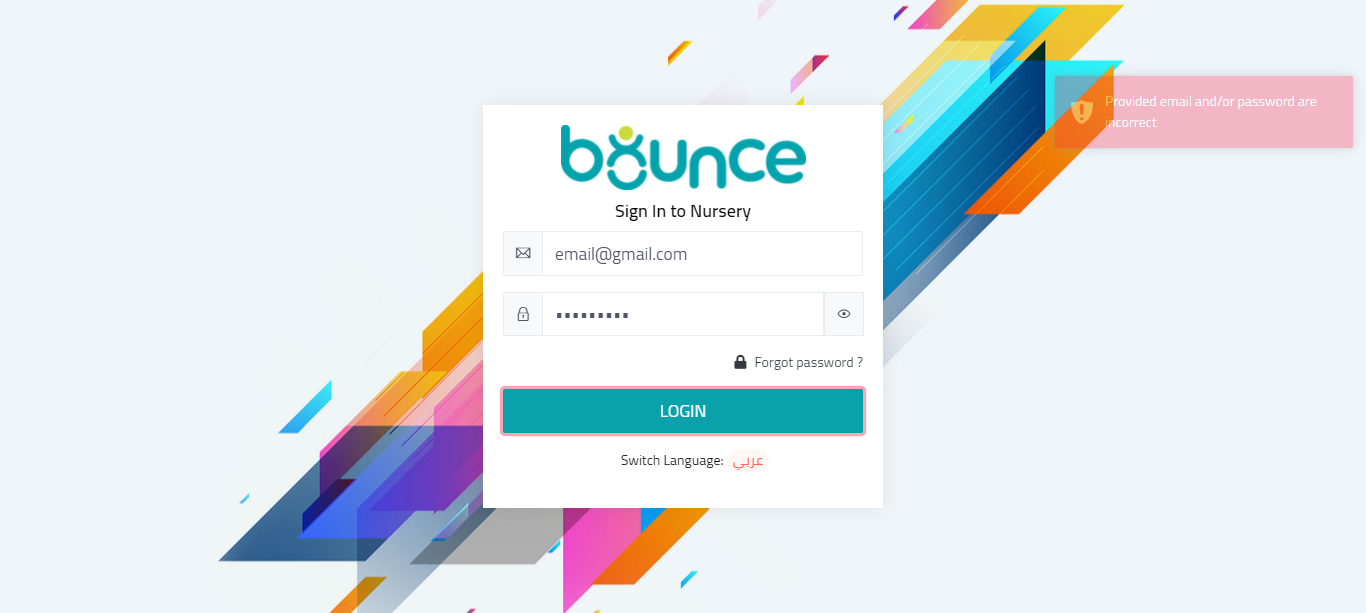 bounce
Sign In to Nursery
email@gmail.com
Forgot password ?
LOGIN
Switch Language: عربي
Provided email and/or password are
incorrect